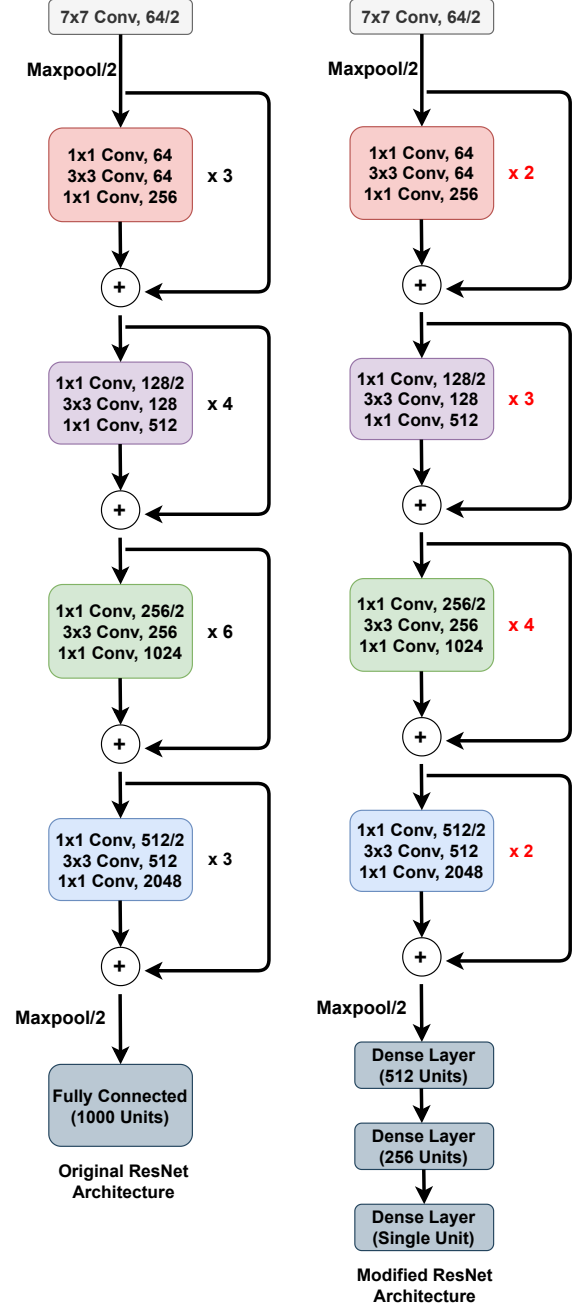 7x7 Conv, 64/2
Maxpool/2
1x1 Conv, 64
3x3 Conv, 64
1x1 Conv, 256
x 3
+
1x1 Conv, 128/2
3x3 Conv, 128
1x1 Conv, 512
x 4
+
1x1 Conv, 256/2
3x3 Conv, 256
1x1 Conv, 1024
x 6
+
1x1 Conv, 512/2
3x3 Conv, 512
1x1 Conv, 2048
x 3
+
Maxpool/2
Fully Connected
(1000 Units)
Original ResNet
Architecture
7x7 Conv, 64/2
Maxpool/2
1x1 Conv, 64
3x3 Conv, 64
1x1 Conv, 256
x 2
+
1x1 Conv, 128/2
3x3 Conv, 128
1x1 Conv, 512
x 3
+
1x1 Conv, 256/2
3x3 Conv, 256
1x1 Conv, 1024
x 4
+
1x1 Conv, 512/2
3x3 Conv, 512
1x1 Conv, 2048
x 2
+
Maxpool/2
Dense Layer
(512 Units)
Dense Layer
(256 Units)
Dense Layer
(Single Unit)
Modified ResNet
Architecture